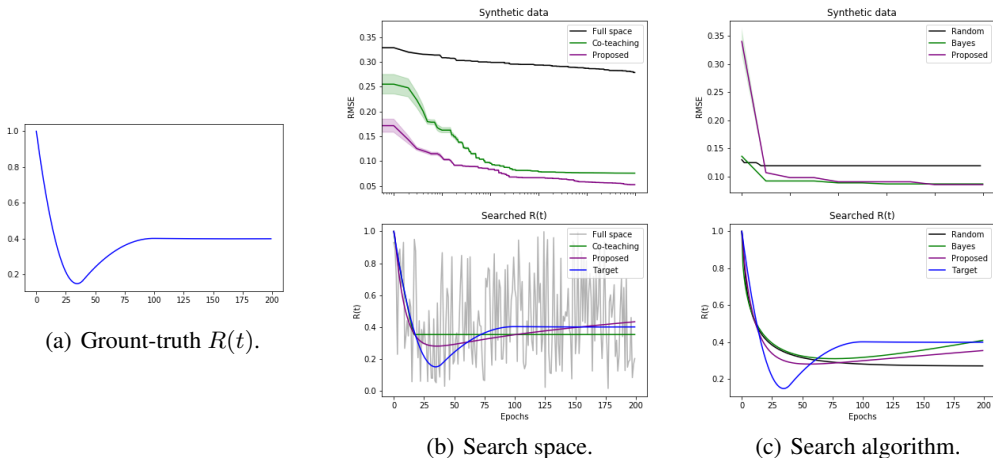 1.0
0.8
0.6
0.4
0.2
0 25 50 75 100 125 150 175 200
(a) Grount-truth R(t).
Synthetic data
Full space
Co-teaching
Proposed
RMSE
0.35
0.30
0.25
0.20
0.15
0.10
0.05
Searched R(t)
Full space
Co-teaching
Proposed
Target
R(t)
1.0
0.8
0.6
0.4
0.2
0.0
0 25 50 75 100 125 150 175 200
Epochs
(b) Search space.
Synthetic data
Random
Bayes
Proposed
RMSE
0.35
0.30
0.25
0.20
0.15
0.10
Searched R(t)
Random
Bayes
Proposed
Target
R(t)
1.0
0.8
0.6
0.4
0.2
0 25 50 75 100 125 150 175 200
Epochs
(c) Search algorithm.